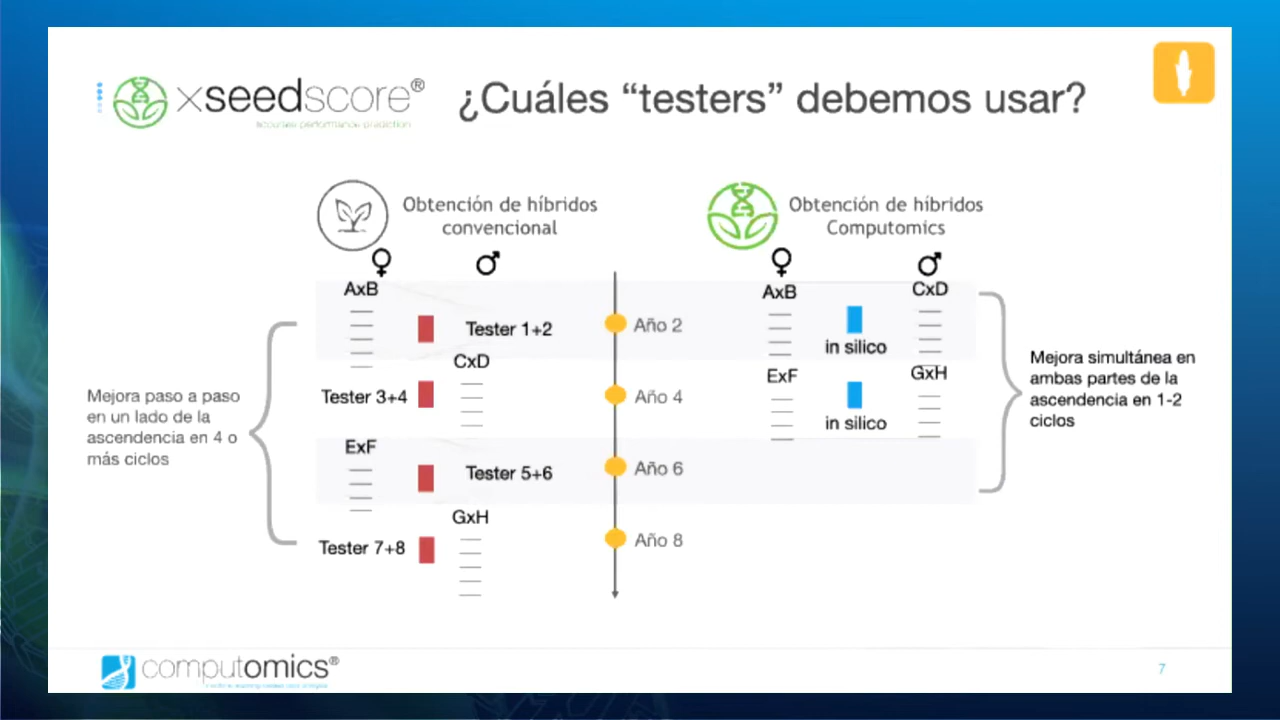 xseedscore®
¿Cuáles “testers” debemos usar?
Obtención de híbridos
convencional
Obtención de híbridos
Computomics
♀
♂
♀
♂
AxB
Tester 1+2
CxD
Tester 3+4
ExF
Tester 5+6
GxH
Tester 7+8
Mejora paso a paso
en un lado de la
ascendencia en 4 o
más ciclos
Año 2
Año 4
Año 6
Año 8
AxB
CxD
in silico
ExF
GxH
in silico
Mejora simultánea en
ambas partes de la
ascendencia en 1-2
ciclos
computomics®
7